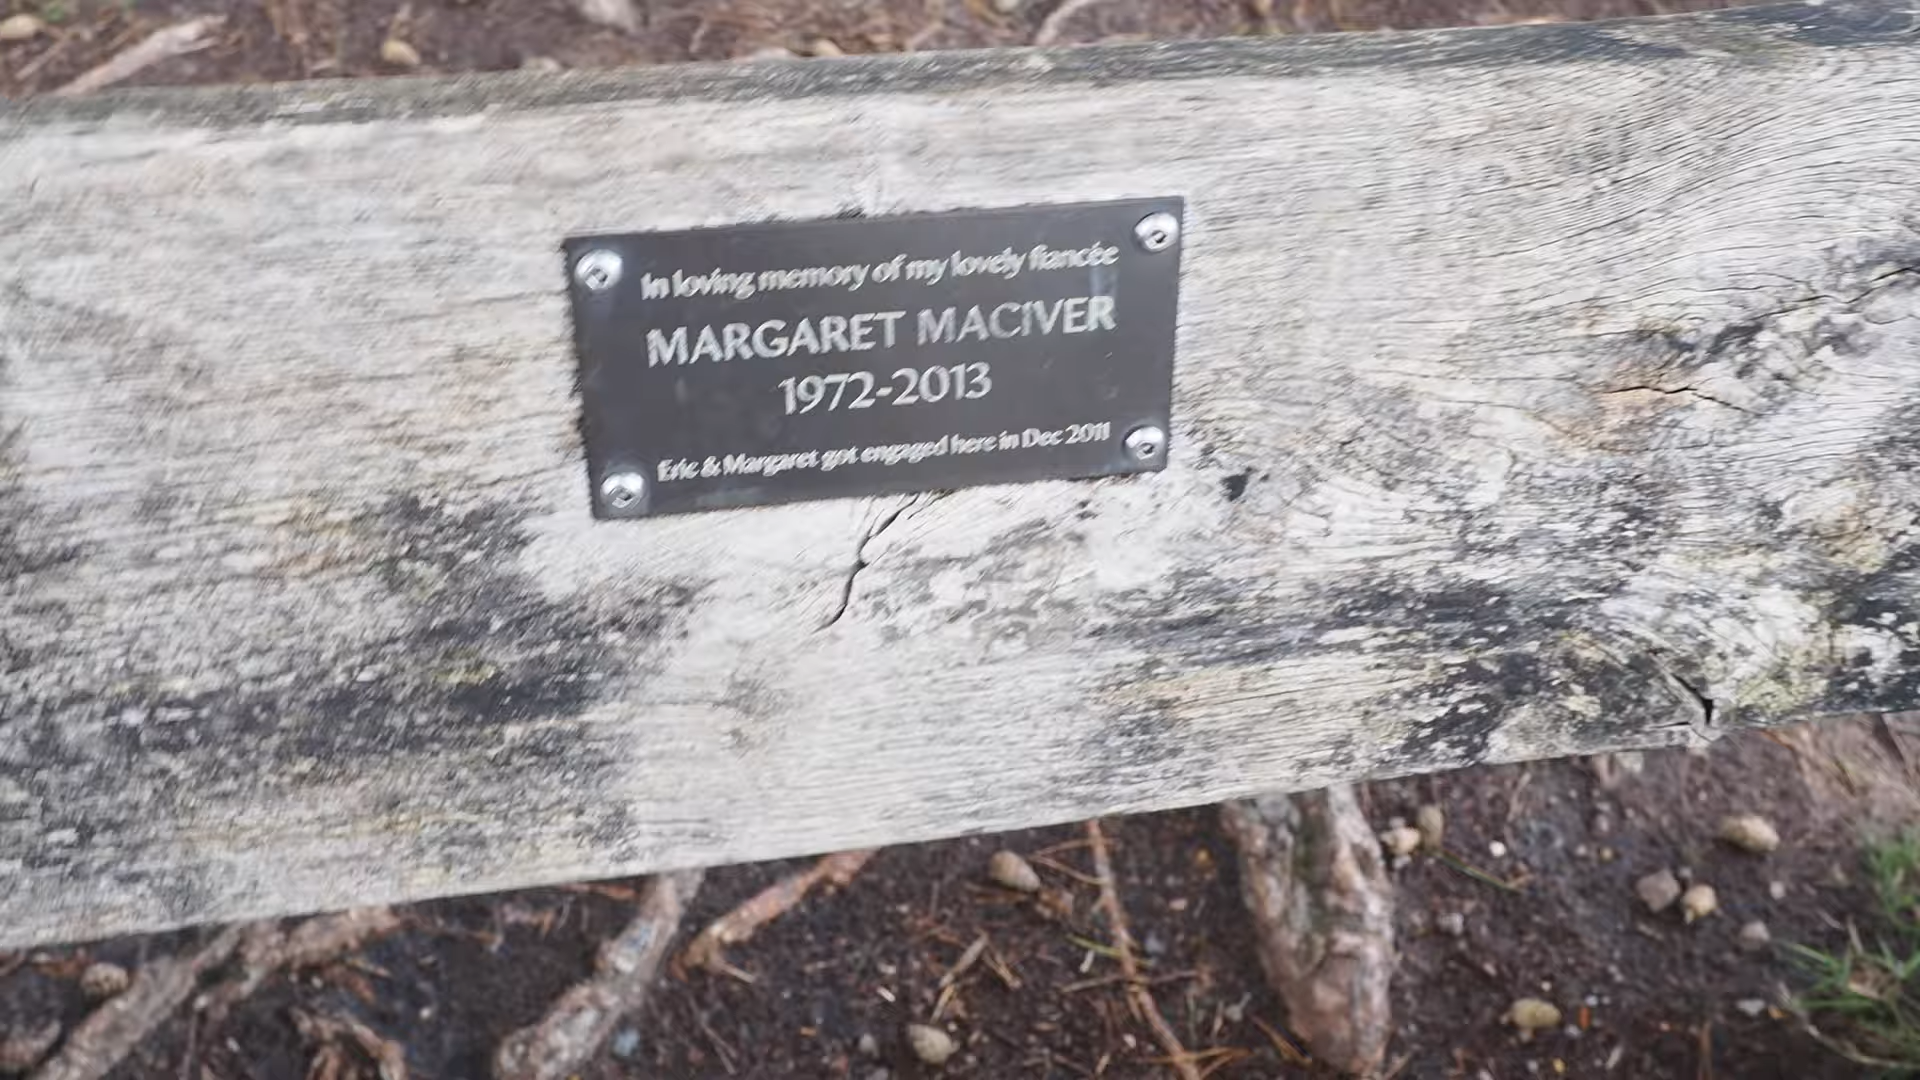 In loving memory of my lovely fiancée
MARGARET MACIVER
1972-2013
Eric & Margaret got engaged here in Dec 2011